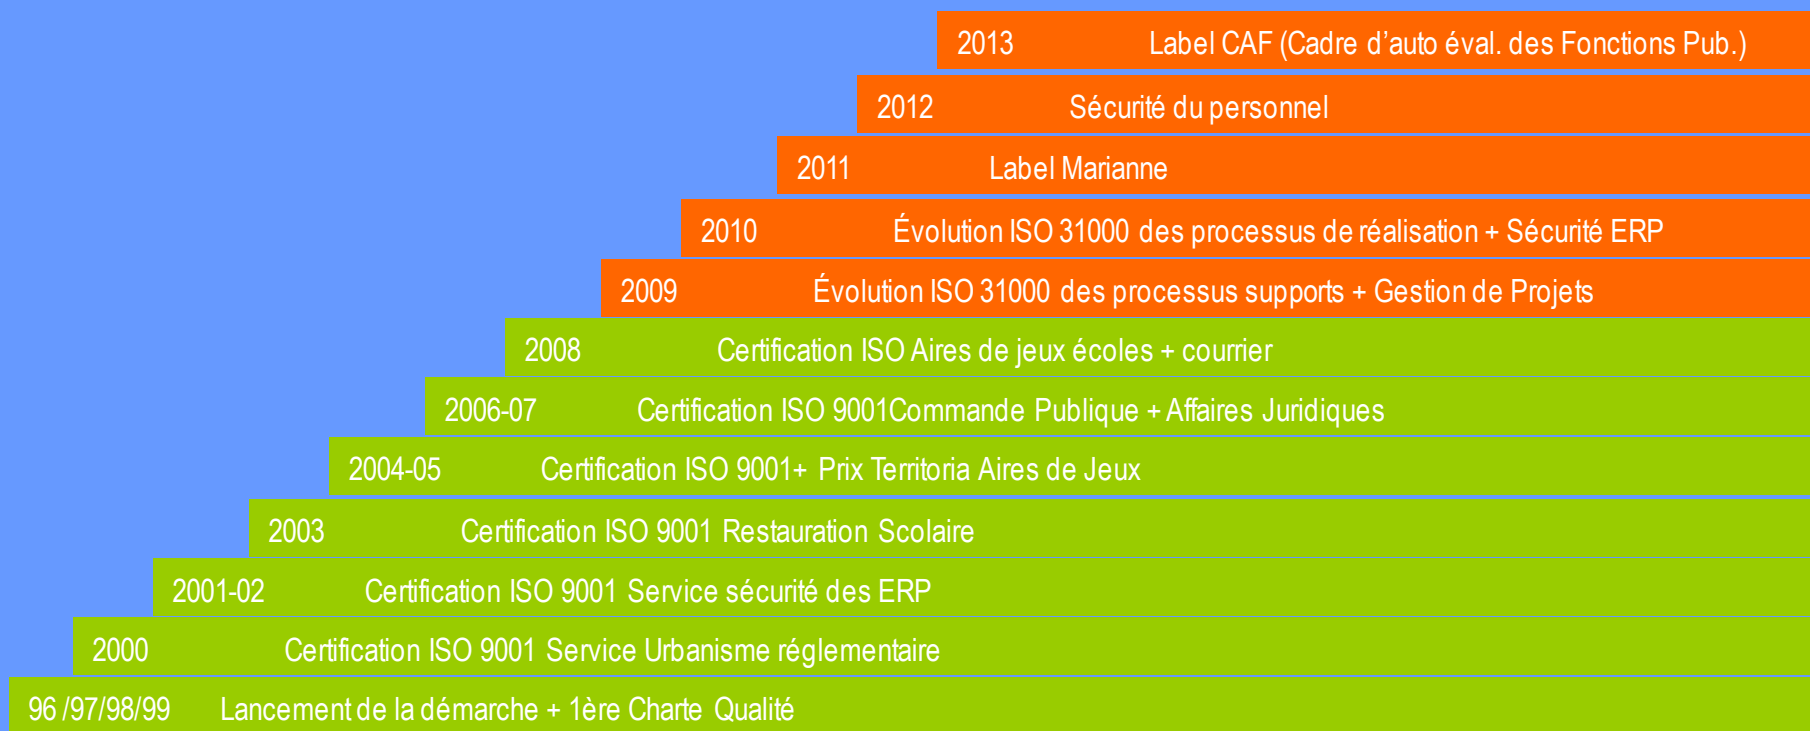 2013 Label CAF (Cadre d'auto éval. des Fonctions Pub.)
2012 Sécurité du personnel
2011 Label Marianne
2010 Évolution ISO 31000 des processus de réalisation + Sécurité ERP
2009 Évolution ISO 31000 des processus supports + Gestion de Projets
2008 Certification ISO Aires de jeux écoles + courrier
2006-07 Certification ISO 9001Commande Publique + Affaires Juridiques
2004-05 Certification ISO 9001+ Prix Territoria Aires de Jeux
2003 Certification ISO 9001 Restauration Scolaire
2001-02 Certification ISO 9001 Service sécurité des ERP
2000 Certification ISO 9001 Service Urbanisme réglementaire
96 /97/98/99 Lancement de la démarche + 1ère Charte Qualité